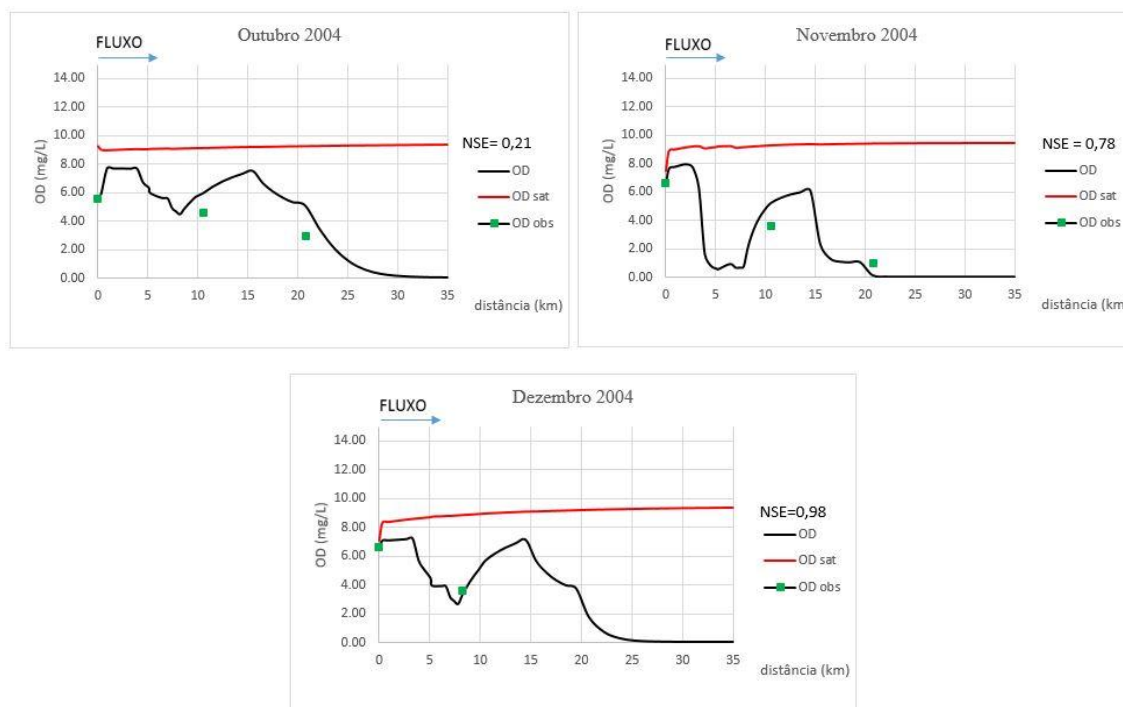 Outubro 2004
FLUXO
14.00
12.00
10.00
8.00
6.00
4.00
2.00
0.00
OD (mg/L)
0 5 10 15 20 25 30 35
distância (km)
NSE= 0,21
OD
OD sat
OD obs
Novembro 2004
FLUXO
14.00
12.00
10.00
8.00
6.00
4.00
2.00
0.00
OD (mg/L)
0 5 10 15 20 25 30 35
distância (km)
NSE = 0,78
OD
OD sat
OD obs
Dezembro 2004
FLUXO
14.00
12.00
10.00
8.00
6.00
4.00
2.00
0.00
OD (mg/L)
0 5 10 15 20 25 30 35
distância (km)
NSE=0,98
OD
OD sat
OD obs